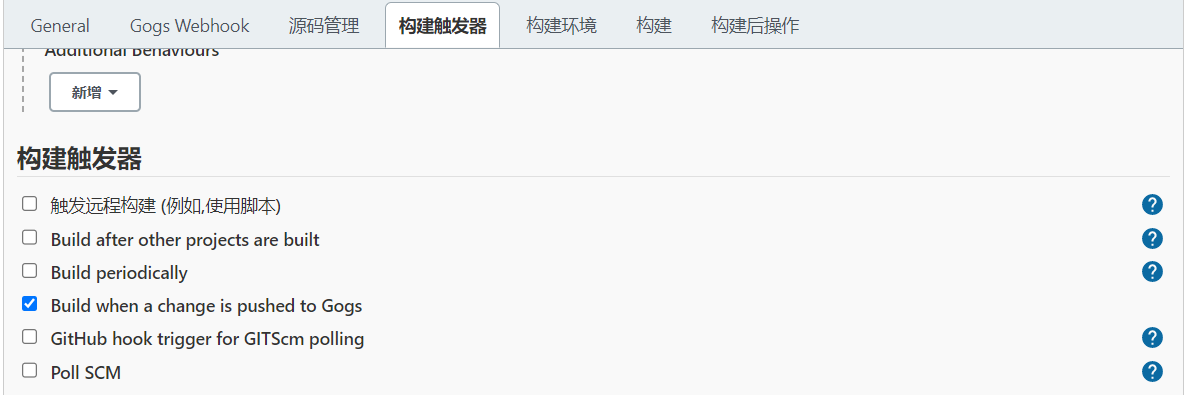 General Gogs Webhook 源码管理 构建触发器 构建环境 构建 构建后操作
Additional Behaviours
新增
构建触发器
触发远程构建 (例如,使用脚本)
Build after other projects are built
Build periodically
Build when a change is pushed to Gogs
GitHub hook trigger for GITScm polling
Poll SCM